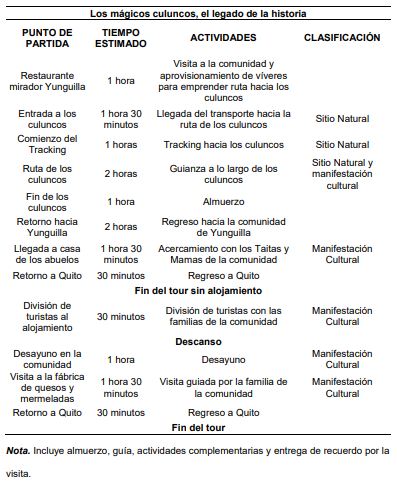 Los mágicos culuncos, el legado de la historia
PUNTO DE PARTIDA TIEMPO ESTIMADO ACTIVIDADES CLASIFICACIÓN
Restaurante mirador Yunguilla 1 hora Visita a la comunidad y aprovisionamiento de víveres para emprender ruta hacia los culuncos
Entrada a los culuncos 1 hora 30 minutos Llegada del transporte hacia la ruta de los culuncos Sitio Natural
Comienzo del Tracking 1 horas Tracking hacia los culuncos Sitio Natural
Ruta de los culuncos 2 horas Guianza a lo largo de los culuncos Sitio Natural y manifestación cultural
Fin de los culuncos 1 hora Almuerzo
Retorno hacia Yunguilla 2 horas Regreso hacia la comunidad de Yunguilla
Llegada a casa de los abuelos 1 hora 30 minutos Acercamiento con los Taitas y Mamas de la comunidad Manifestación Cultural
Retorno a Quito 30 minutos Regreso a Quito
Fin del tour sin alojamiento
División de turistas al alojamiento 30 minutos División de turistas con las familias de la comunidad Manifestación Cultural
Descanso
Desayuno en la comunidad 1 hora Desayuno Manifestación Cultural
Visita a la fábrica de quesos y mermeladas 1 hora 30 minutos Visita guiada por la familia de la comunidad Manifestación Cultural
Retorno a Quito 30 minutos Regreso a Quito
Fin del tour
Nota. Incluye almuerzo, guía, actividades complementarias y entrega de recuerdo por la
visita.